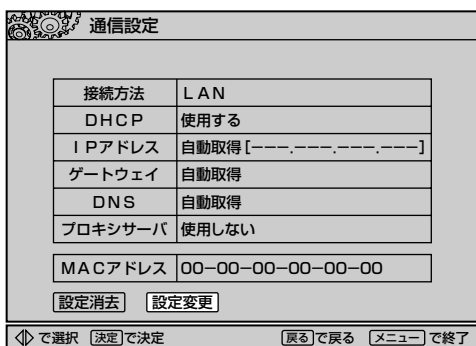 通信設定
接続方法 LAN
DHCP 使用する
IPアドレス 自動取得[−−−.−−−.−−−.−−−]
ゲートウェイ 自動取得
DNS 自動取得
プロキシサーバ 使用しない
MACアドレス 00−00−00−00−00−00
設定消去 設定変更
で選択 決定で決定 戻るで戻る メニューで終了